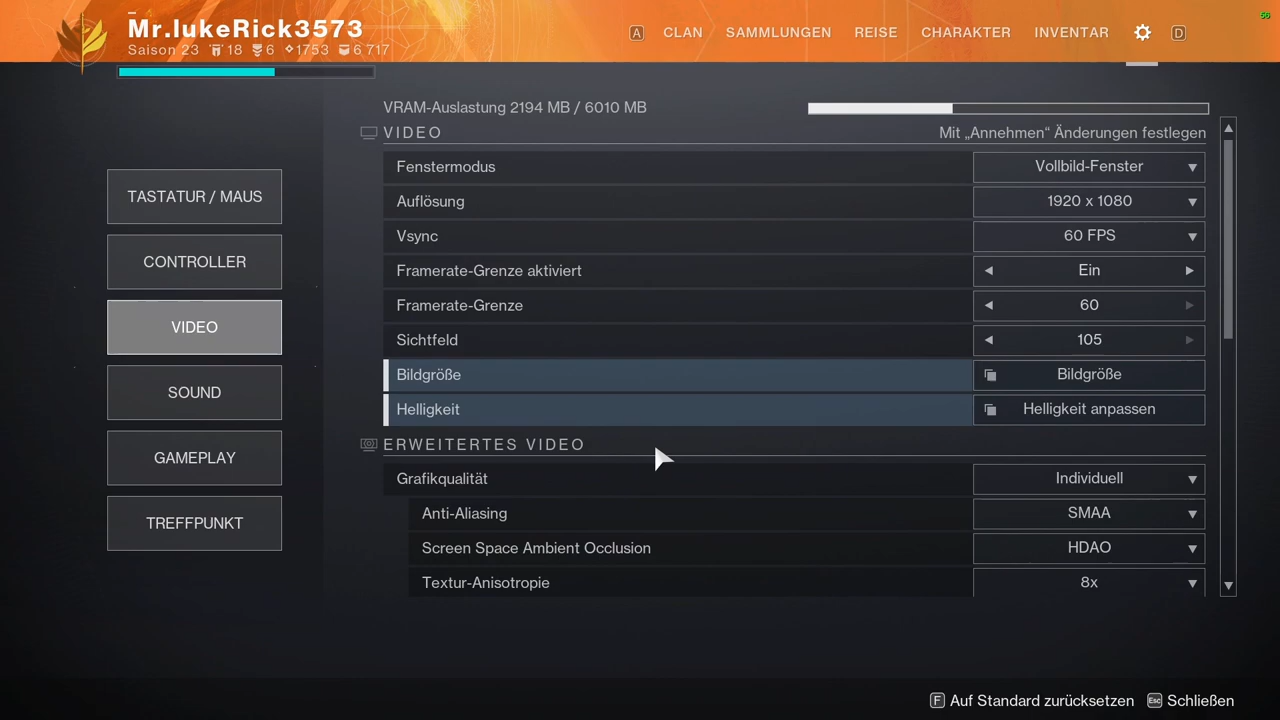 Mr.lukeRick3573
Saison 23 18 6 1753 6 717
A CLAN SAMMLUNGEN REISE CHARAKTER INVENTAR D
VRAM-Auslastung 2194 MB / 6010 MB
VIDEO Mit „Annehmen“ Änderungen festlegen
Fenstermodus Vollbild-Fenster
Auflösung 1920 x 1080
Vsync 60 FPS
Framerate-Grenze aktiviert Ein
Framerate-Grenze 60
Sichtfeld 105
Bildgröße Bildgröße
Helligkeit Helligkeit anpassen
ERWEITERTES VIDEO
Grafikqualität Individuell
Anti-Aliasing SMAA
Screen Space Ambient Occlusion HDAO
Textur-Anisotropie 8x
TASTATUR / MAUS
CONTROLLER
VIDEO
SOUND
GAMEPLAY
TREFFPUNKT
F Auf Standard zurücksetzen Esc Schließen